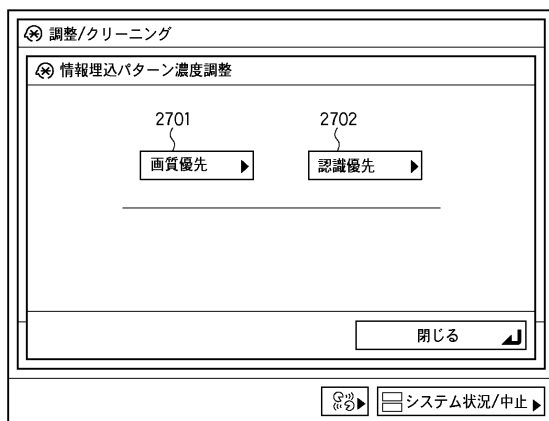 調整/クリーニング
情報埋込パターン濃度調整
2701 2702
画質優先 認識優先
閉じる
システム状況/中止